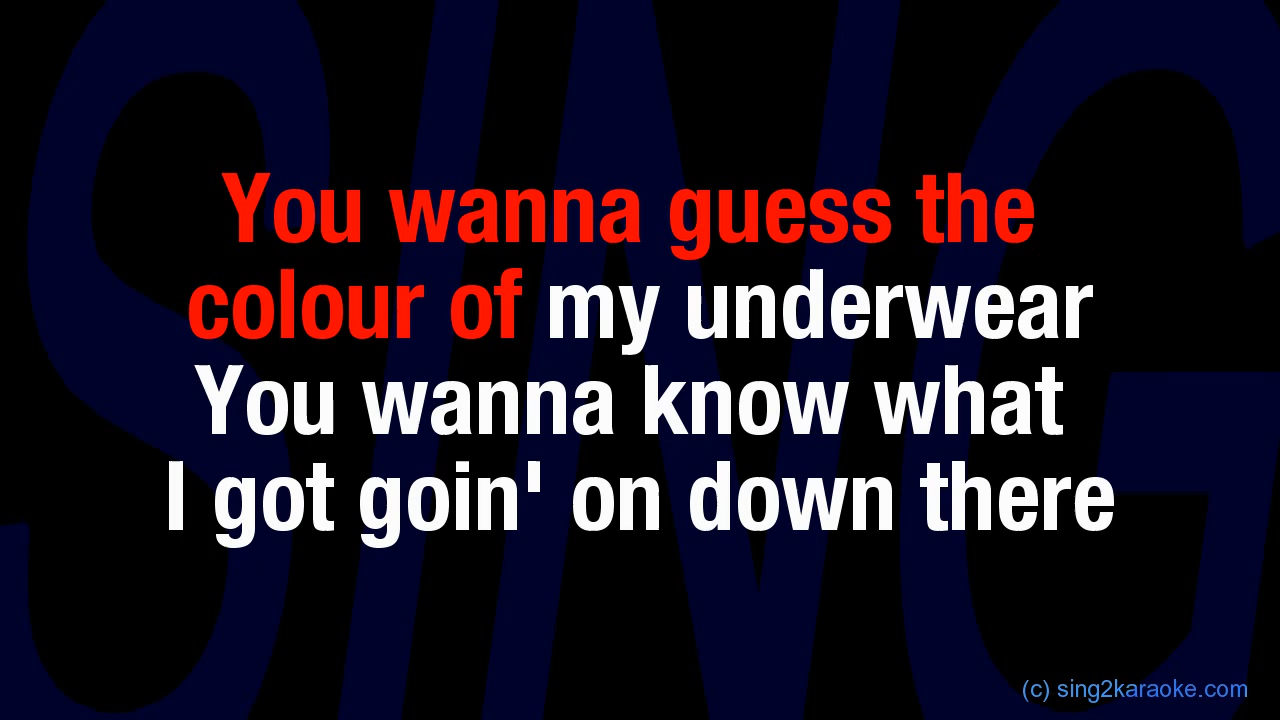 SING
You wanna guess the
colour of my underwear
You wanna know what
I got goin' on down there
(c) sing2karaoke.com